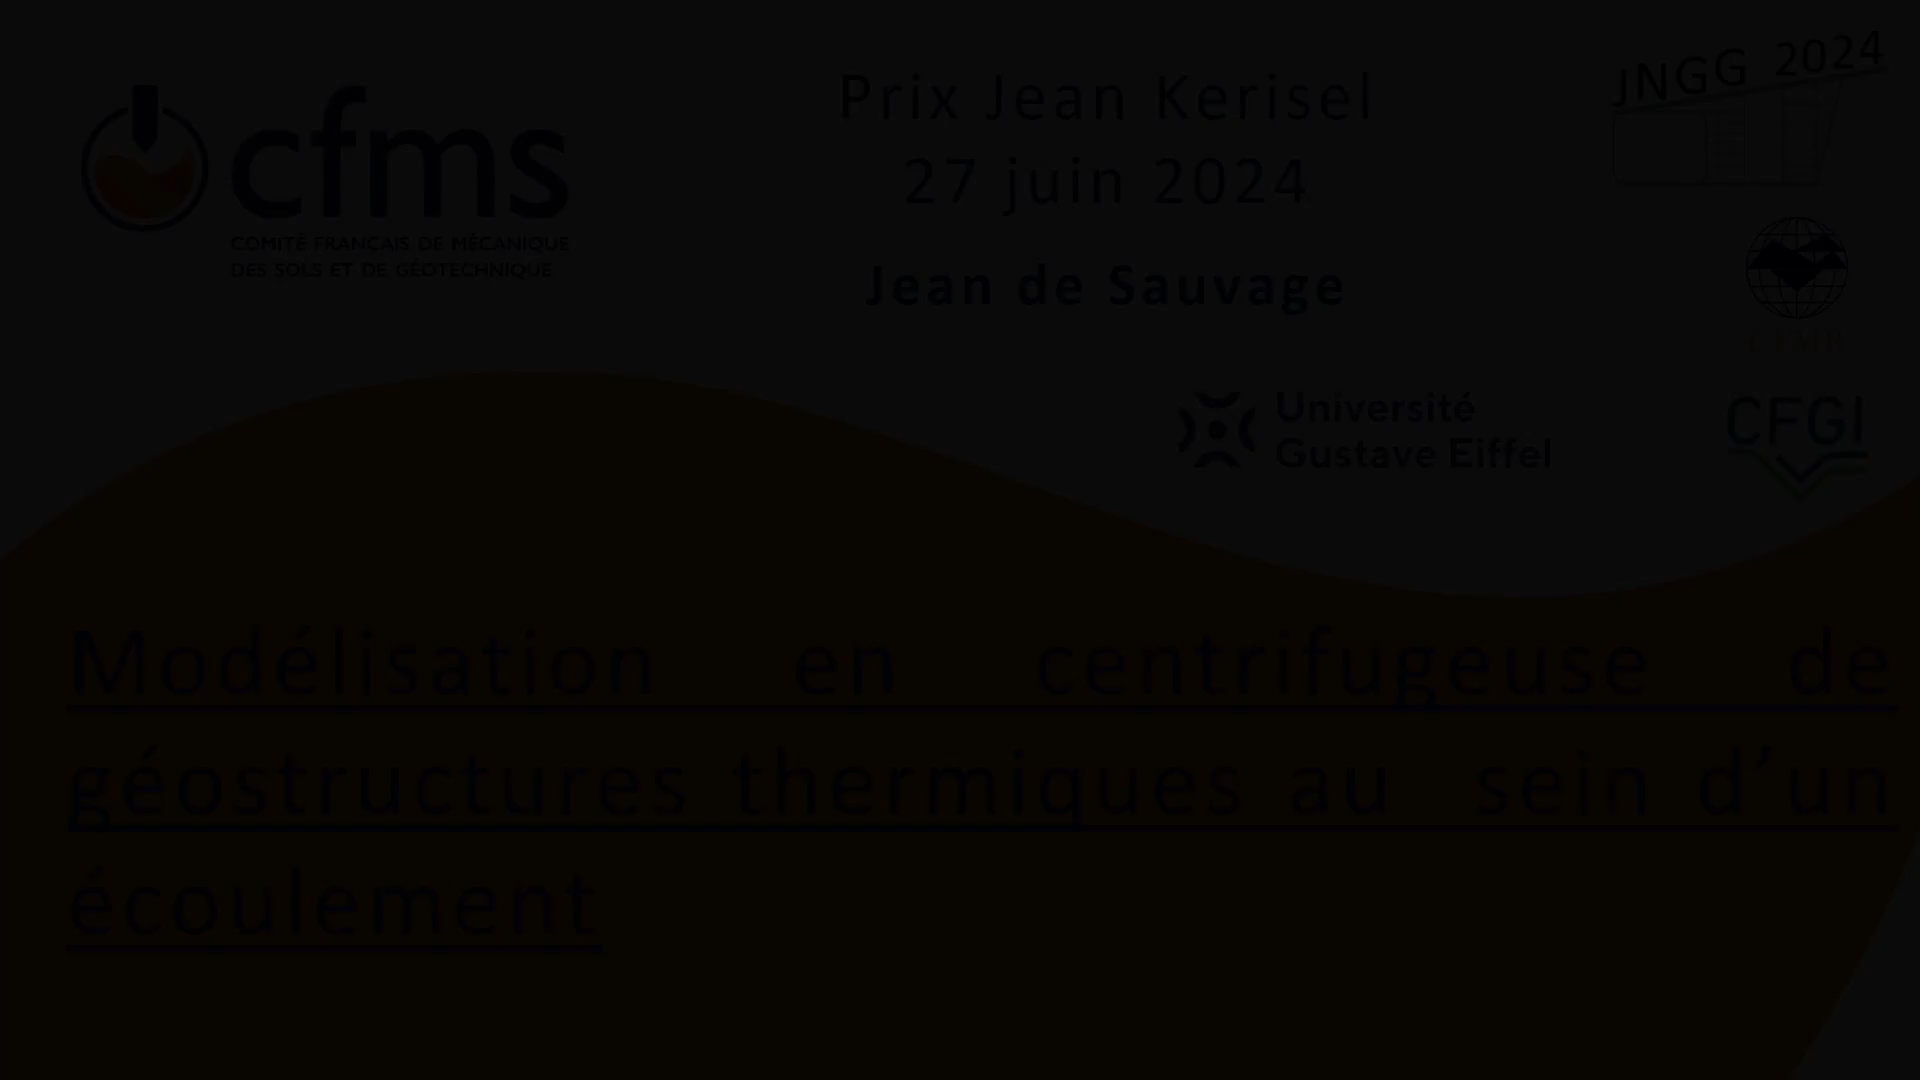 JNGG 2024
Prix Jean Kerisel
27 juin 2024
Jean de Sauvage
cfms
COMITÉ FRANÇAIS DE MÉCANIQUE
DES SOLS ET DE GÉOTECHNIQUE
CFMR
Université
Gustave Eiffel
CFGI
Modélisation en centrifugeuse de
géostructures thermiques au sein d’un
écoulement